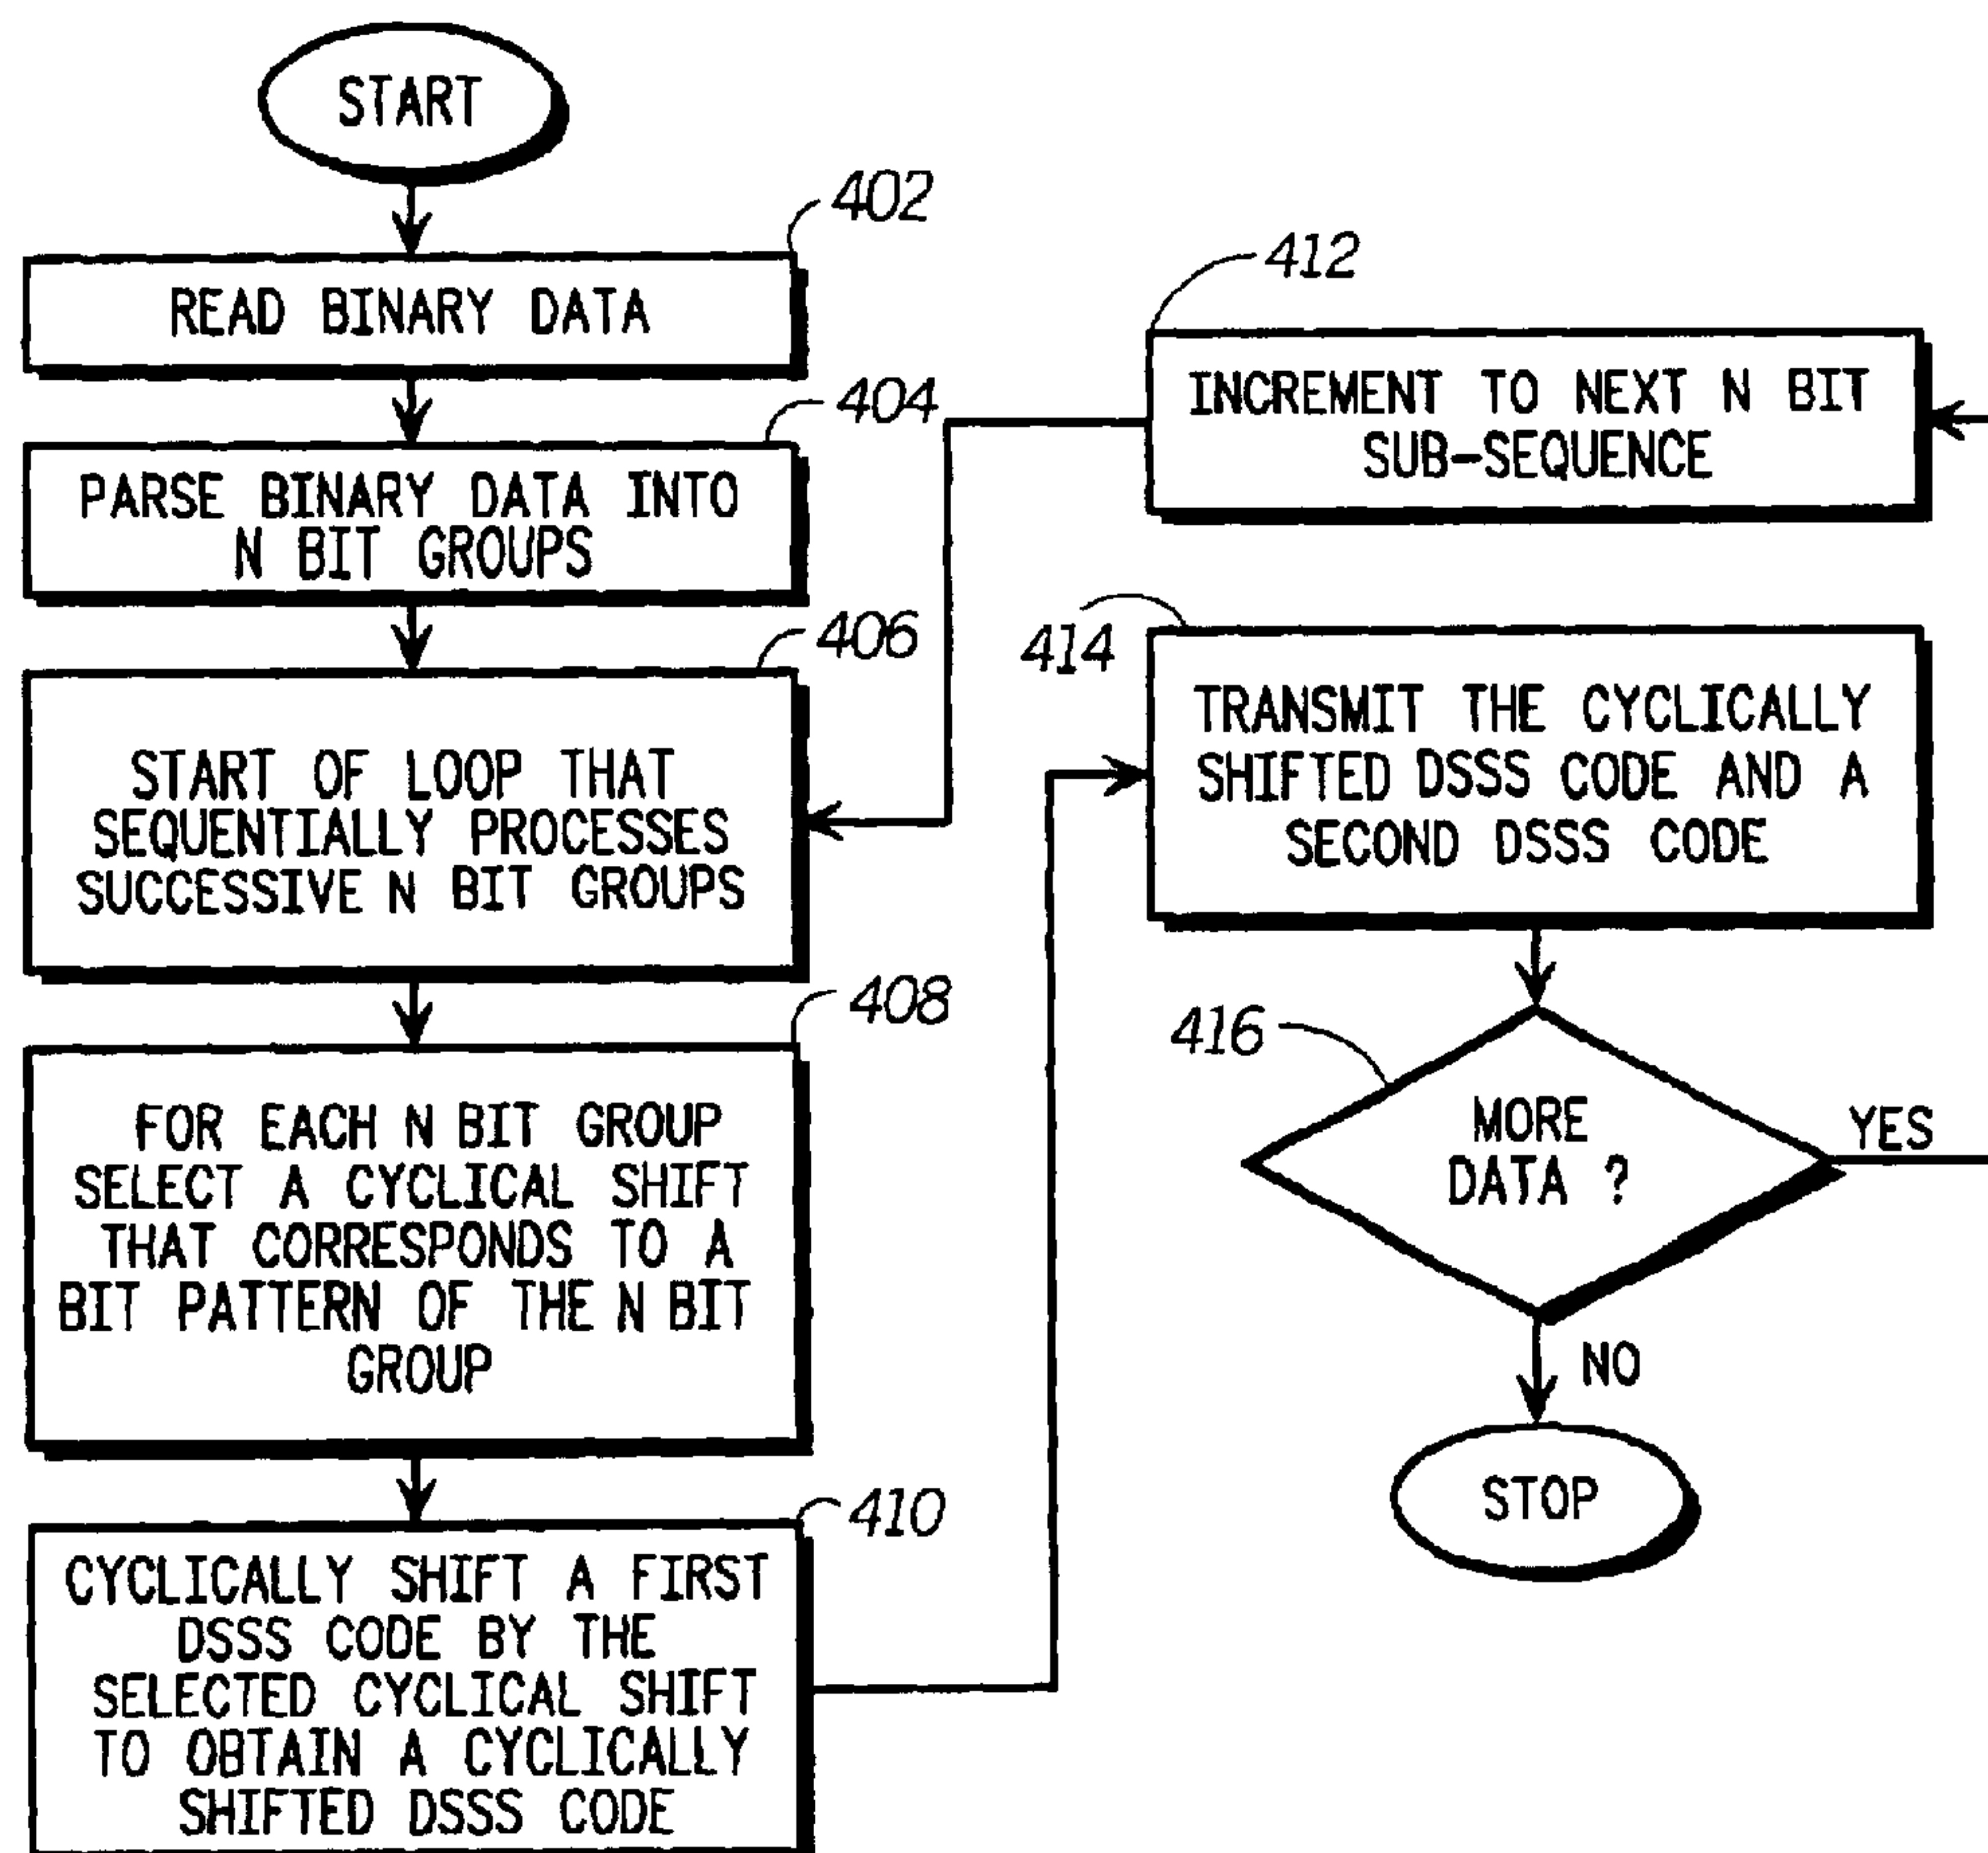 START
402
READ BINARY DATA
404
PARSE BINARY DATA INTO
N BIT GROUPS
406
START OF LOOP THAT
SEQUENTIALLY PROCESSES
SUCCESSIVE N BIT GROUPS
408
FOR EACH N BIT GROUP
SELECT A CYCLICAL SHIFT
THAT CORRESPONDS TO A
BIT PATTERN OF THE N BIT
GROUP
410
CYCLICALLY SHIFT A FIRST
DSSS CODE BY THE
SELECTED CYCLICAL SHIFT
TO OBTAIN A CYCLICALLY
SHIFTED DSSS CODE
412
INCREMENT TO NEXT N BIT
SUB-SEQUENCE
414
TRANSMIT THE CYCLICALLY
SHIFTED DSSS CODE AND A
SECOND DSSS CODE
416
MORE
DATA ?
YES
NO
STOP